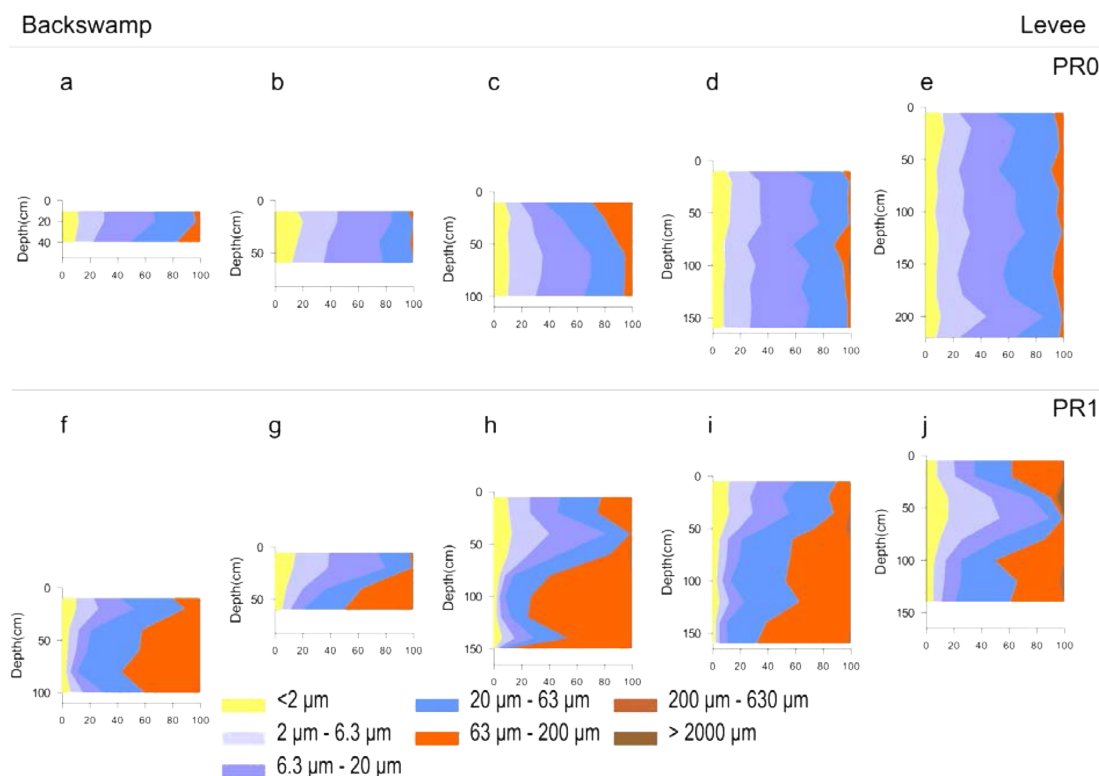 Backswamp Levee
PR0
a b c d e
Depth(cm) 0 20 40
0 20 40 60 80 100
Depth(cm) 0 50
0 20 40 60 80 100
Depth(cm) 0 50 100
0 20 40 60 80 100
Depth(cm) 0 50 100 150
0 20 40 60 80 100
Depth(cm) 0 50 100 150 200
0 20 40 60 80 100
PR1
f g h i j
Depth(cm) 0 50 100
0 20 40 60 80 100
Depth(cm) 0 50
0 20 40 60 80 100
Depth(cm) 0 50 100 150
0 20 40 60 80 100
Depth(cm) 0 50 100 150
0 20 40 60 80 100
Depth(cm) 0 50 100 150
0 20 40 60 80 100
<2 µm 20 µm - 63 µm 200 µm - 630 µm
2 µm - 6.3 µm 63 µm - 200 µm > 2000 µm
6.3 µm - 20 µm